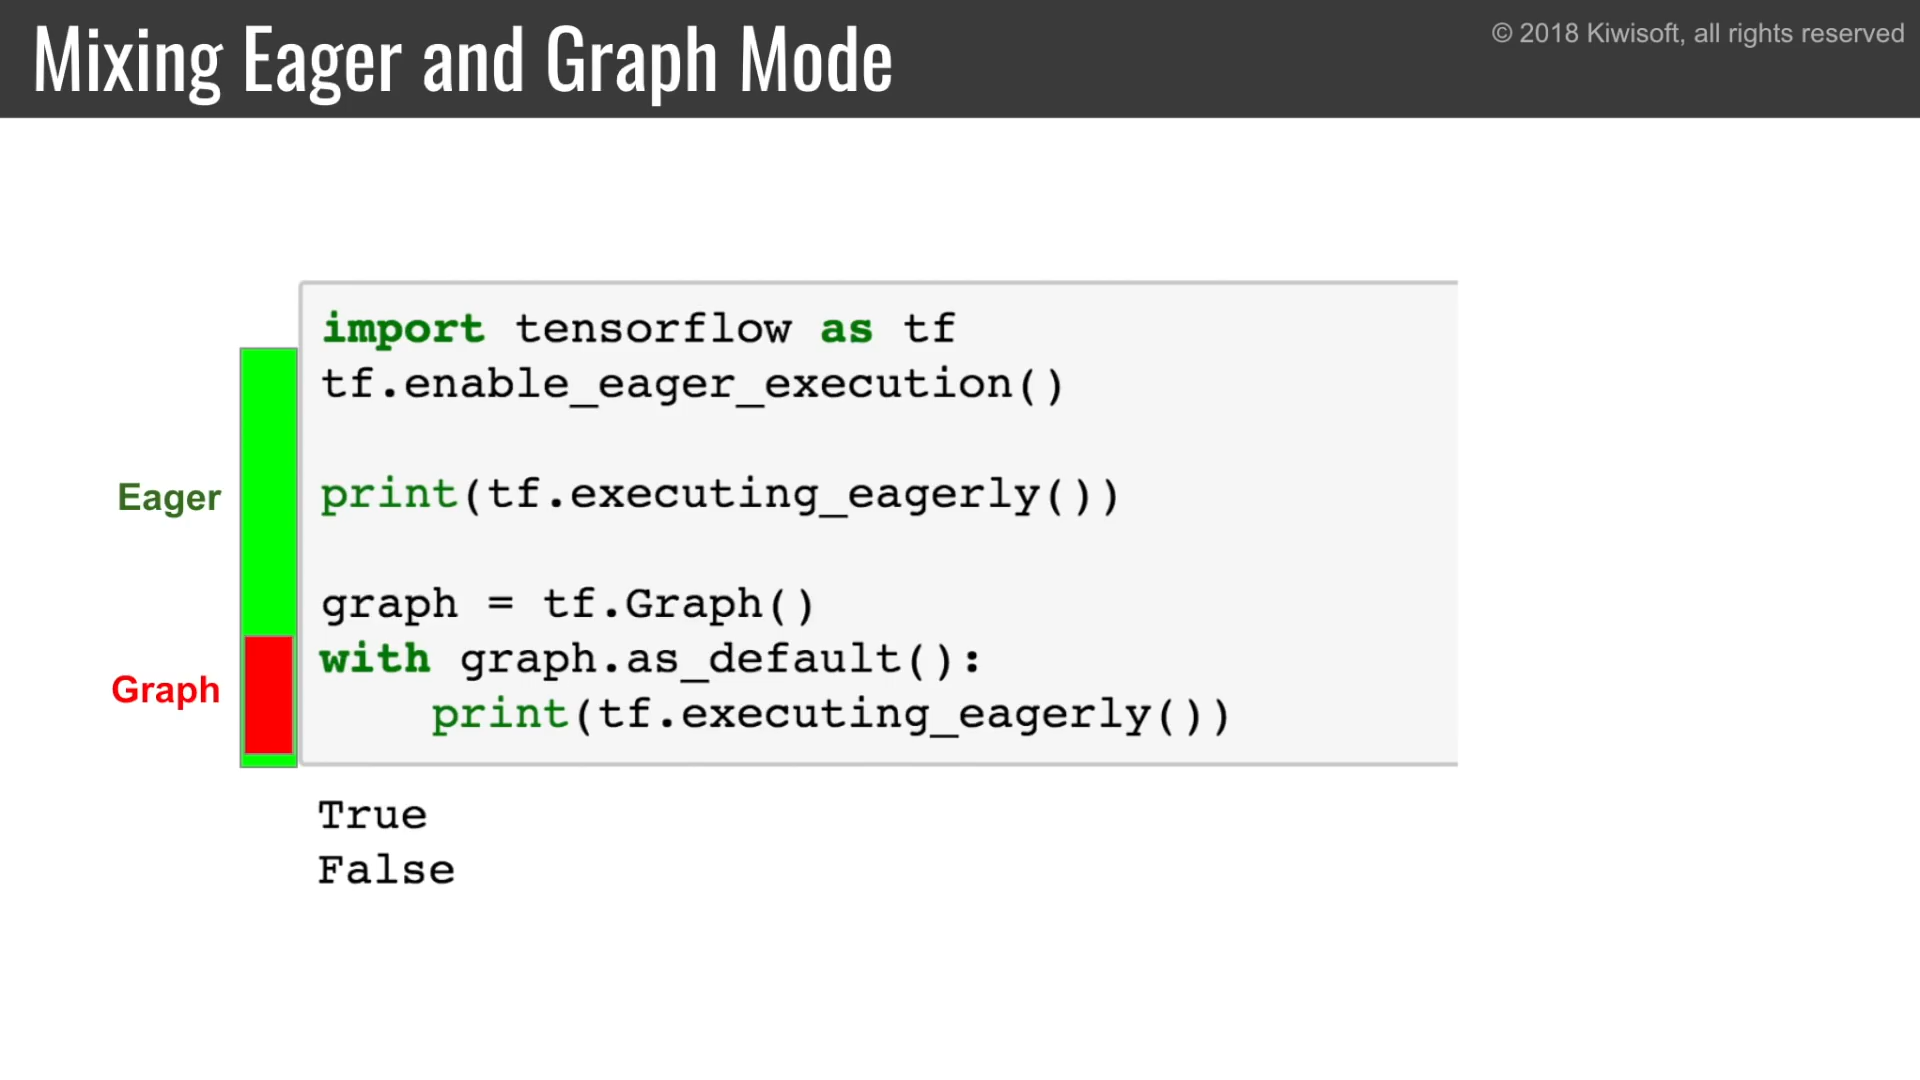 Mixing Eager and Graph Mode
© 2018 Kiwisoft, all rights reserved
import tensorflow as tf
tf.enable_eager_execution()
Eager
print(tf.executing_eagerly())
graph = tf.Graph()
with graph.as_default():
Graph
    print(tf.executing_eagerly())
True
False